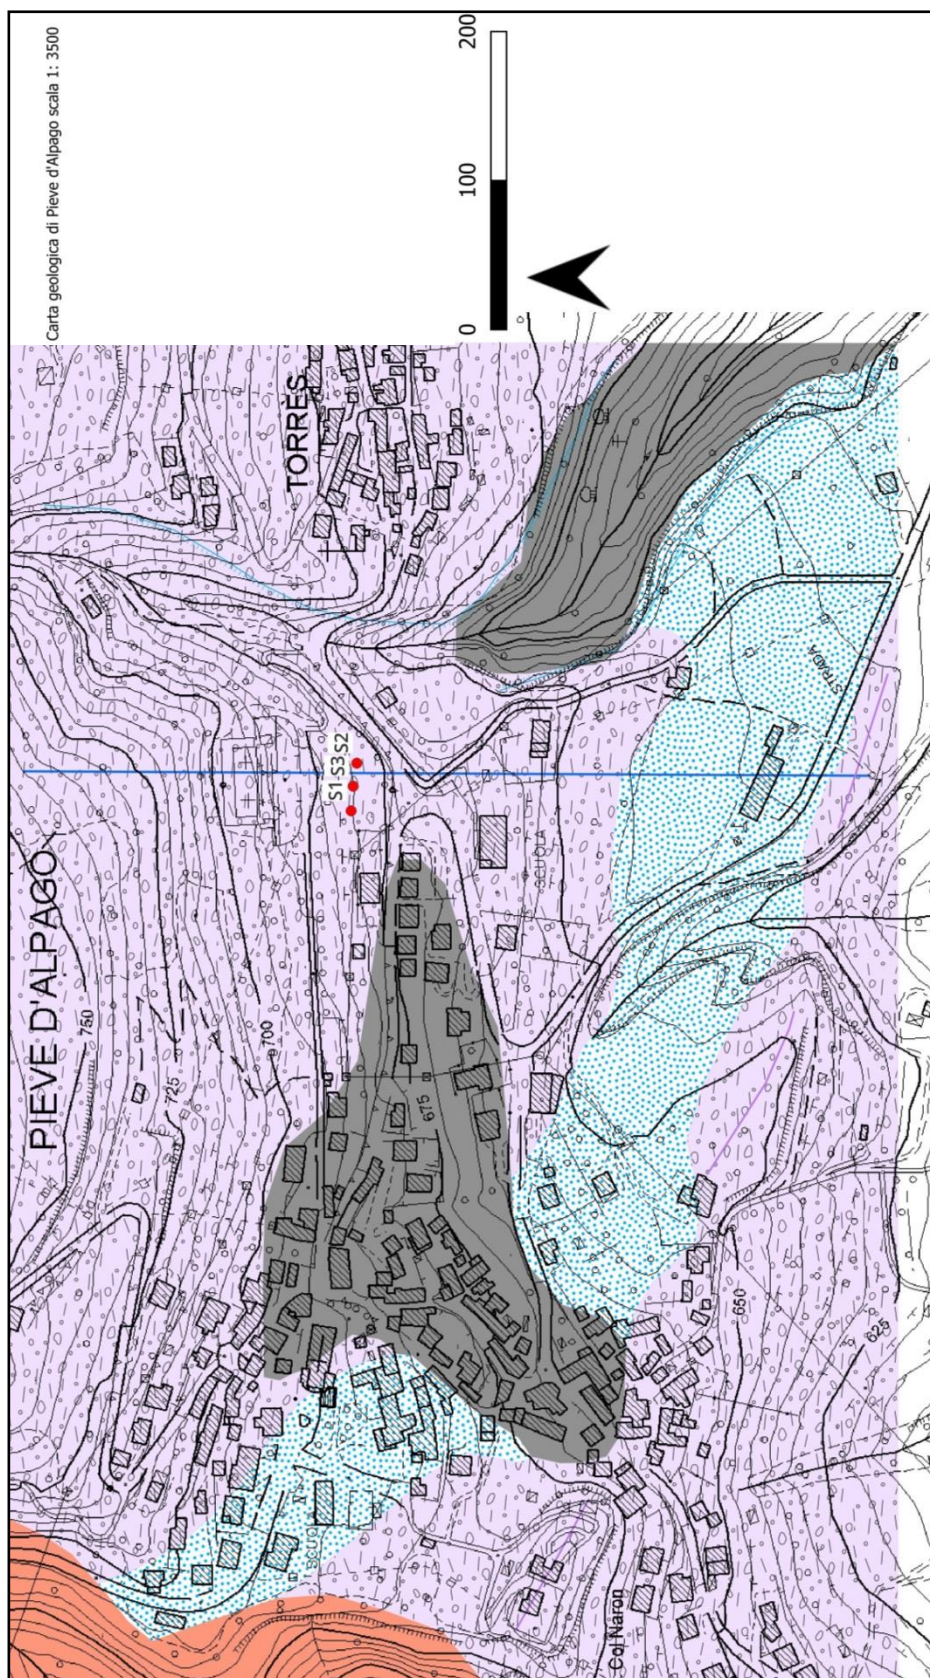 Carta geologica di Pieve d'Alpago scala 1: 3500
0 100 200
PIEVE D'ALPAGO
TORRES
750
725
700
S1 S3 S2
675
SCUOLA
STRADA
650
625
Col Naron